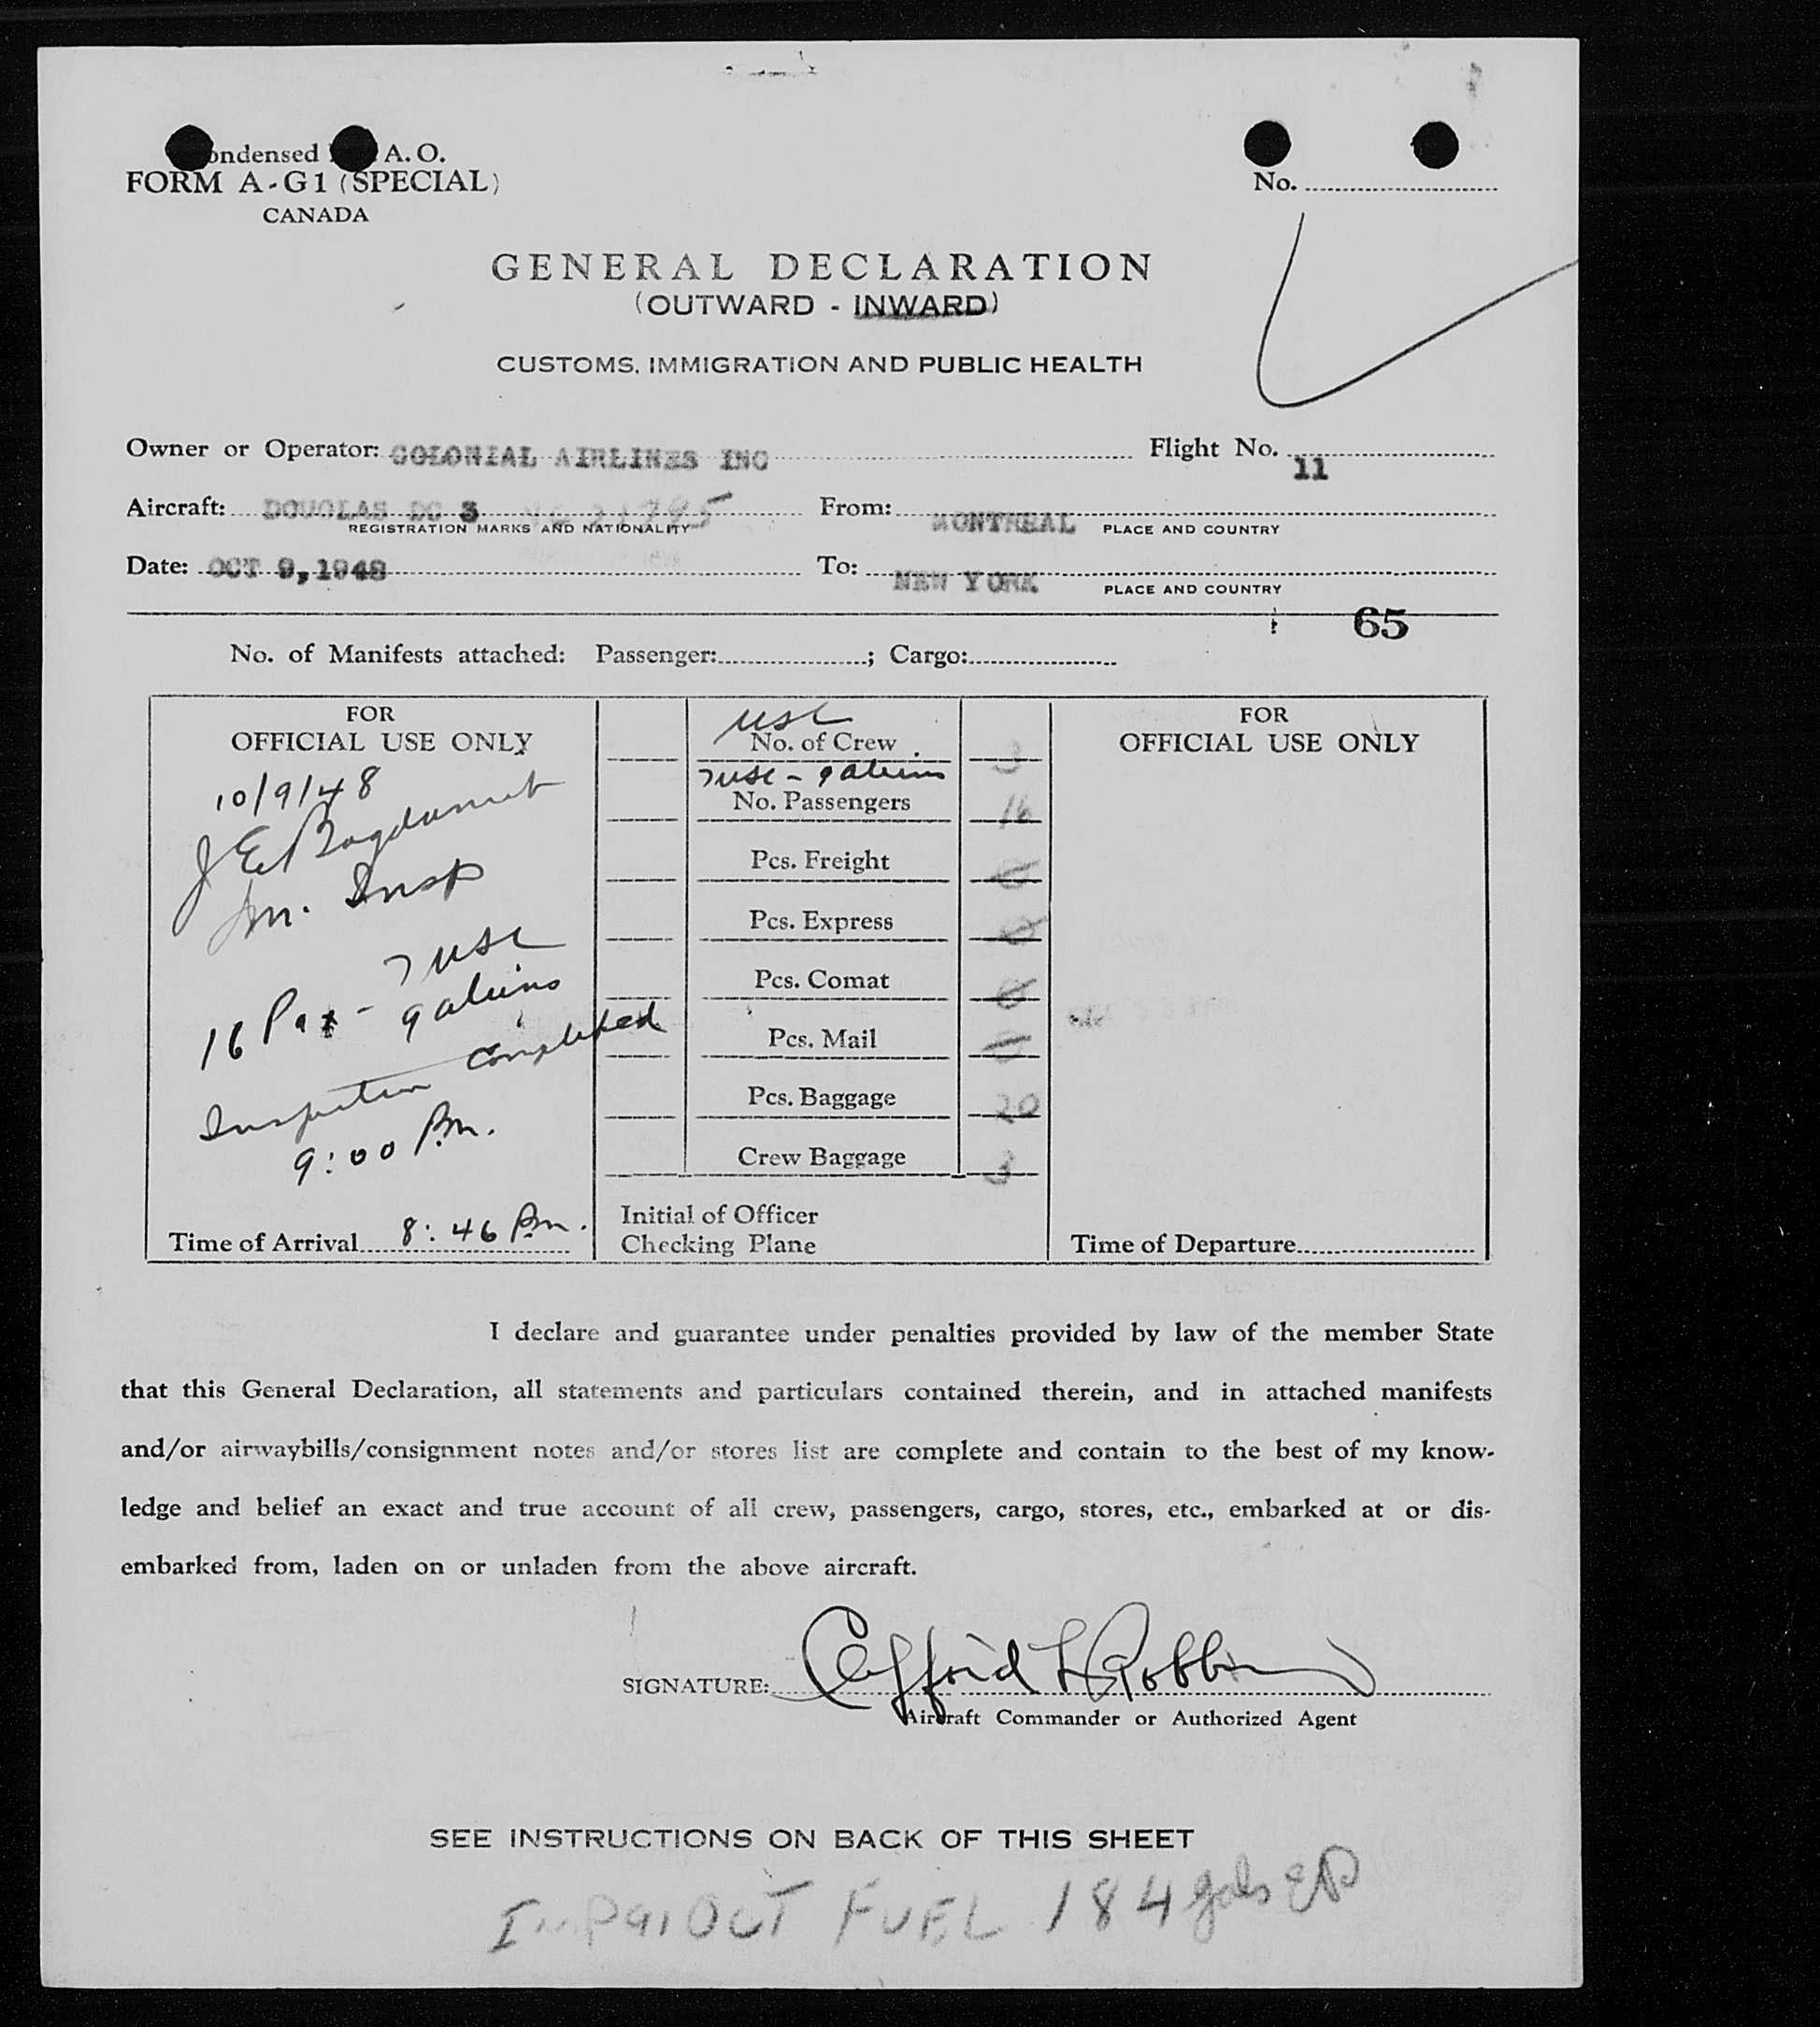 ondensed A. O.
FORM A-G1 (SPECIAL)
CANADA
No.
GENERAL DECLARATION
(OUTWARD - INWARD)
CUSTOMS, IMMIGRATION AND PUBLIC HEALTH
Owner or Operator: COLONIAL AIRLINES INC Flight No. 11
Aircraft: DOUGLAS DC 3 From: MONTREAL
REGISTRATION MARKS AND NATIONALITY PLACE AND COUNTRY
Date: OCT 9, 1948 To: NEW YORK
PLACE AND COUNTRY
65
No. of Manifests attached: Passenger: ; Cargo:
FOR
OFFICIAL USE ONLY
10/9/48
Im. Insp
7 USC
16 Pax - 9 aliens
Inspection Completed
9:00 P.m.
Time of Arrival 8:46 P.m.
USC
No. of Crew 3
7 USC - 9 aliens
No. Passengers 16
Pcs. Freight 0
Pcs. Express 0
Pcs. Comat 0
Pcs. Mail 0
Pcs. Baggage 20
Crew Baggage 3
Initial of Officer
Checking Plane
FOR
OFFICIAL USE ONLY
Time of Departure
I declare and guarantee under penalties provided by law of the member State
that this General Declaration, all statements and particulars contained therein, and in attached manifests
and/or airwaybills/consignment notes and/or stores list are complete and contain to the best of my know-
ledge and belief an exact and true account of all crew, passengers, cargo, stores, etc., embarked at or dis-
embarked from, laden on or unladen from the above aircraft.
SIGNATURE: Clifford L Robbins
Aircraft Commander or Authorized Agent
SEE INSTRUCTIONS ON BACK OF THIS SHEET
OUT FUEL 184 gals